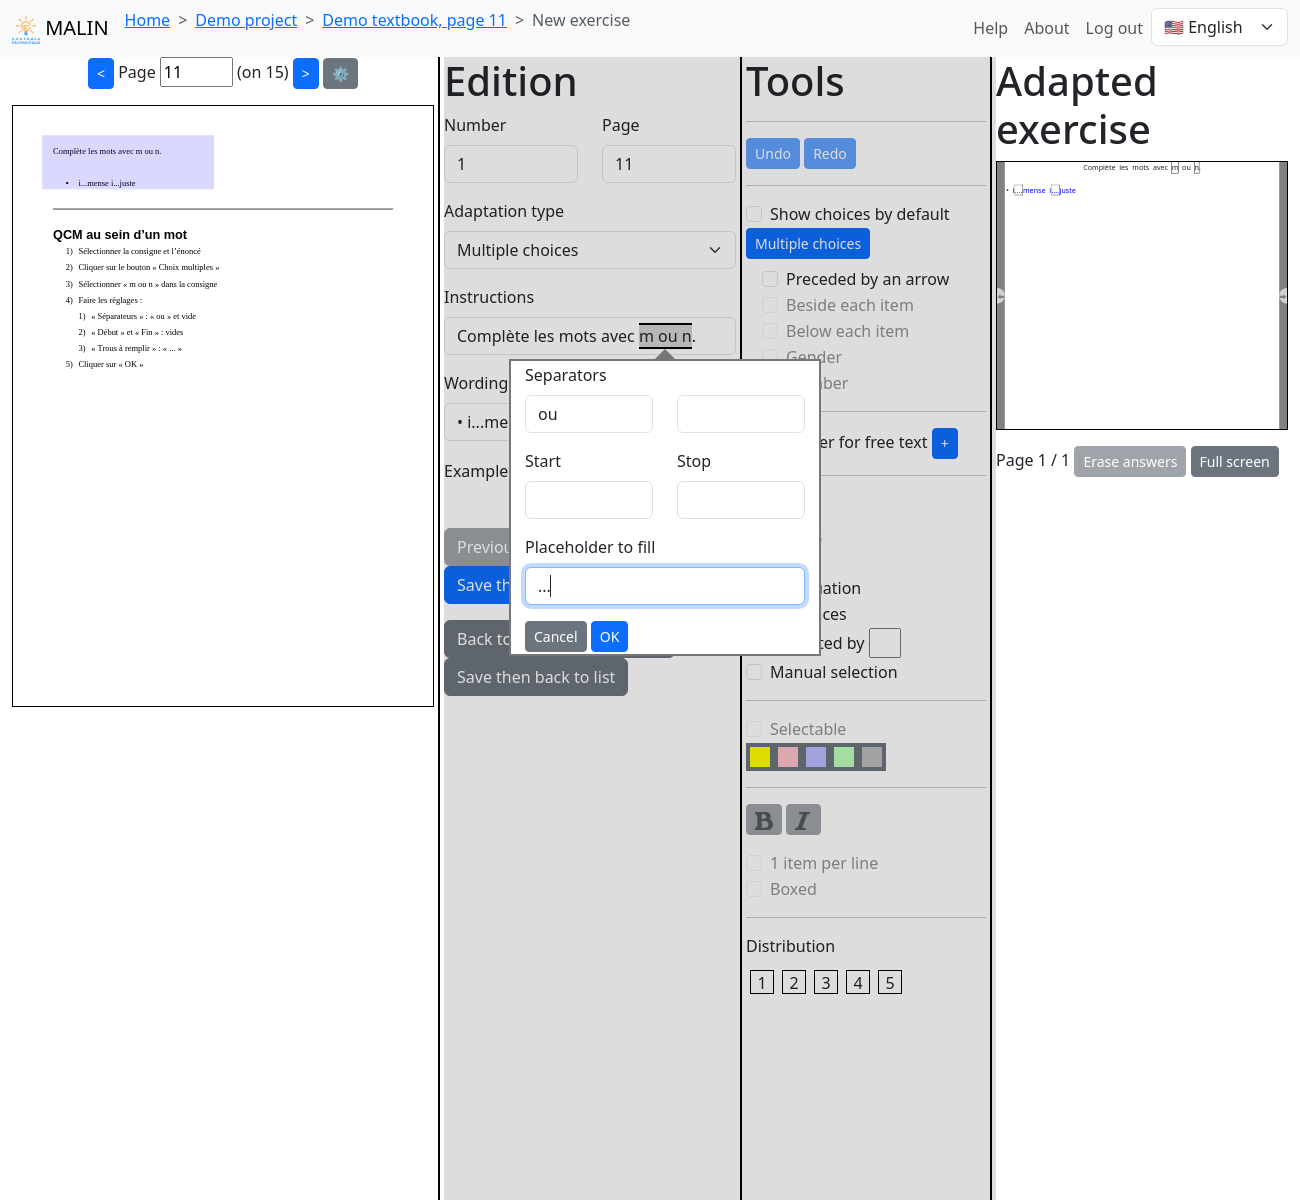 MALIN
Home > Demo project > Demo textbook, page 11 > New exercise
Help About Log out 🇺🇸 English
< Page 11 (on 15) > ⚙️
Complète les mots avec m ou n.
• i...mense i...juste
QCM au sein d’un mot
1) Sélectionner la consigne et l’énoncé
2) Cliquer sur le bouton « Choix multiples »
3) Sélectionner « m ou n » dans la consigne
4) Faire les réglages :
1) « Séparateurs » : « ou » et vide
2) « Début » et « Fin » : vides
3) « Trous à remplir » : « ... »
5) Cliquer sur « OK »
Edition
Number Page
1 11
Adaptation type
Multiple choices
Instructions
Complète les mots avec m ou n.
Wording
• i...me
Example
Previou
Save th
Back to
Save then back to list
Separators
ou
Start Stop
Placeholder to fill
...
Cancel OK
Tools
Undo Redo
Show choices by default
Multiple choices
Preceded by an arrow
Beside each item
Below each item
Gender
ber
er for free text +
uation
ces
ted by
Manual selection
Selectable
B I
1 item per line
Boxed
Distribution
1 2 3 4 5
Adapted
exercise
Complète les mots avec m ou n.
• i...mense i...juste
Page 1 / 1 Erase answers Full screen